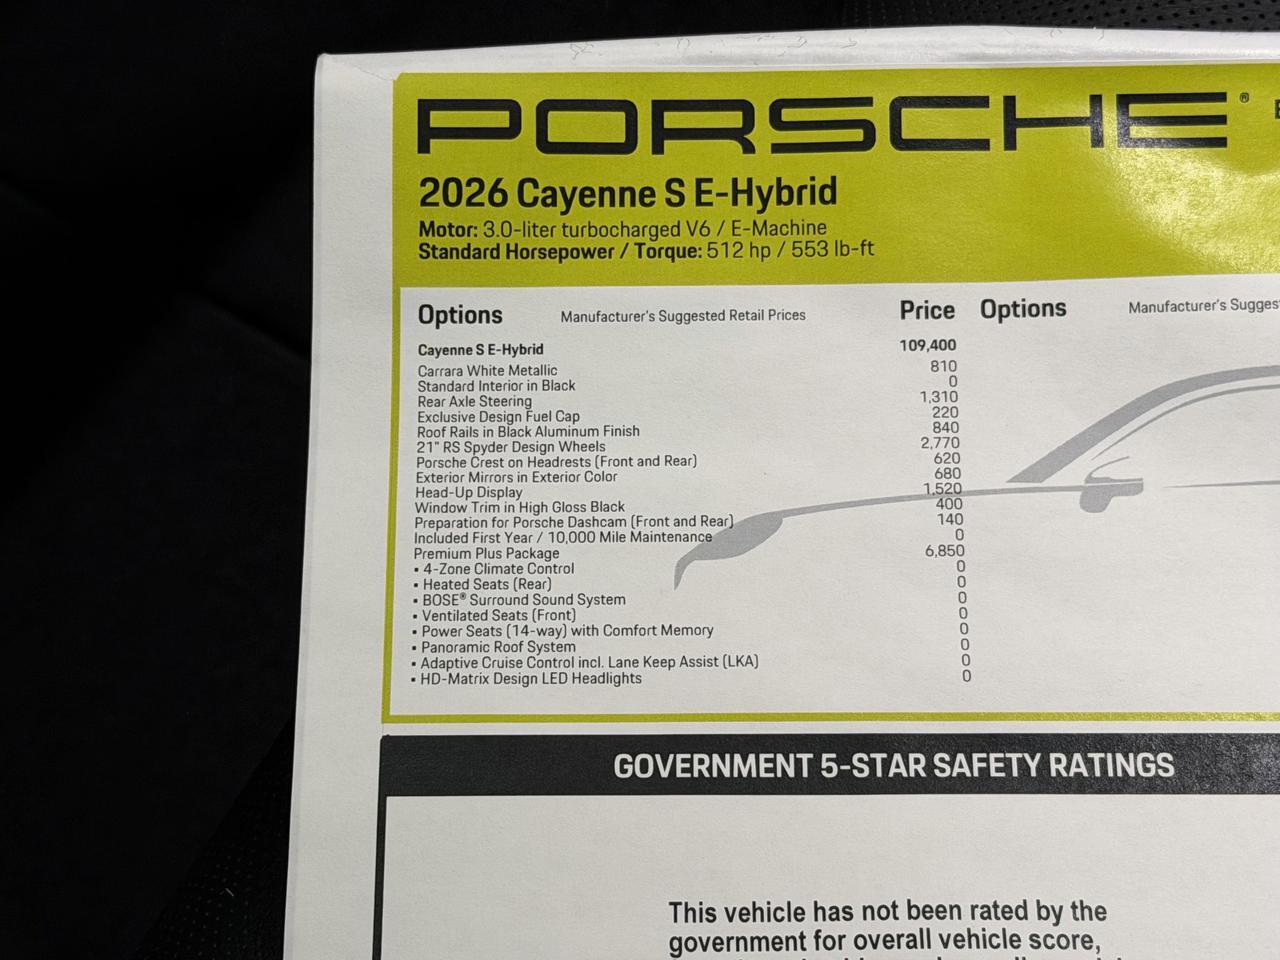 PORSCHE®
2026 Cayenne S E-Hybrid
Motor: 3.0-liter turbocharged V6 / E-Machine
Standard Horsepower / Torque: 512 hp / 553 lb-ft
Options Manufacturer's Suggested Retail Prices Price Options Manufacturer's
Cayenne S E-Hybrid 109,400
Carrara White Metallic 810
Standard Interior in Black 0
Rear Axle Steering 1,310
Exclusive Design Fuel Cap 220
Roof Rails in Black Aluminum Finish 840
21" RS Spyder Design Wheels 2,770
Porsche Crest on Headrests (Front and Rear) 620
Exterior Mirrors in Exterior Color 680
Head-Up Display 1,520
Window Trim in High Gloss Black 400
Preparation for Porsche Dashcam (Front and Rear) 140
Included First Year / 10,000 Mile Maintenance 0
Premium Plus Package 6,850
• 4-Zone Climate Control 0
• Heated Seats (Rear) 0
• BOSE® Surround Sound System 0
• Ventilated Seats (Front) 0
• Power Seats (14-way) with Comfort Memory 0
• Panoramic Roof System 0
• Adaptive Cruise Control incl. Lane Keep Assist (LKA) 0
• HD-Matrix Design LED Headlights 0
GOVERNMENT 5-STAR SAFETY RATINGS
This vehicle has not been rated by the
government for overall vehicle score,